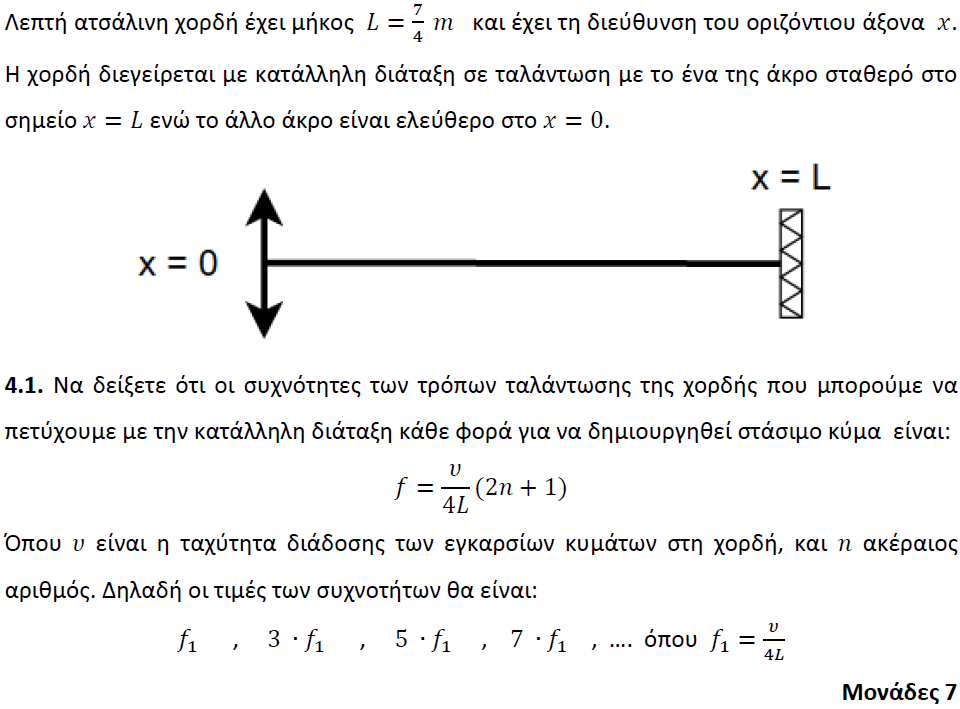 Λεπτή ατσάλινη χορδή έχει μήκος L = 7/4 m και έχει τη διεύθυνση του οριζόντιου άξονα x.
Η χορδή διεγείρεται με κατάλληλη διάταξη σε ταλάντωση με το ένα της άκρο σταθερό στο
σημείο x = L ενώ το άλλο άκρο είναι ελεύθερο στο x = 0.
x = L
x = 0
4.1. Να δείξετε ότι οι συχνότητες των τρόπων ταλάντωσης της χορδής που μπορούμε να
πετύχουμε με την κατάλληλη διάταξη κάθε φορά για να δημιουργηθεί στάσιμο κύμα είναι:
f = υ/4L (2n + 1)
Όπου υ είναι η ταχύτητα διάδοσης των εγκαρσίων κυμάτων στη χορδή, και n ακέραιος
αριθμός. Δηλαδή οι τιμές των συχνοτήτων θα είναι:
f₁ , 3 · f₁ , 5 · f₁ , 7 · f₁ , .... όπου f₁ = υ/4L
Μονάδες 7